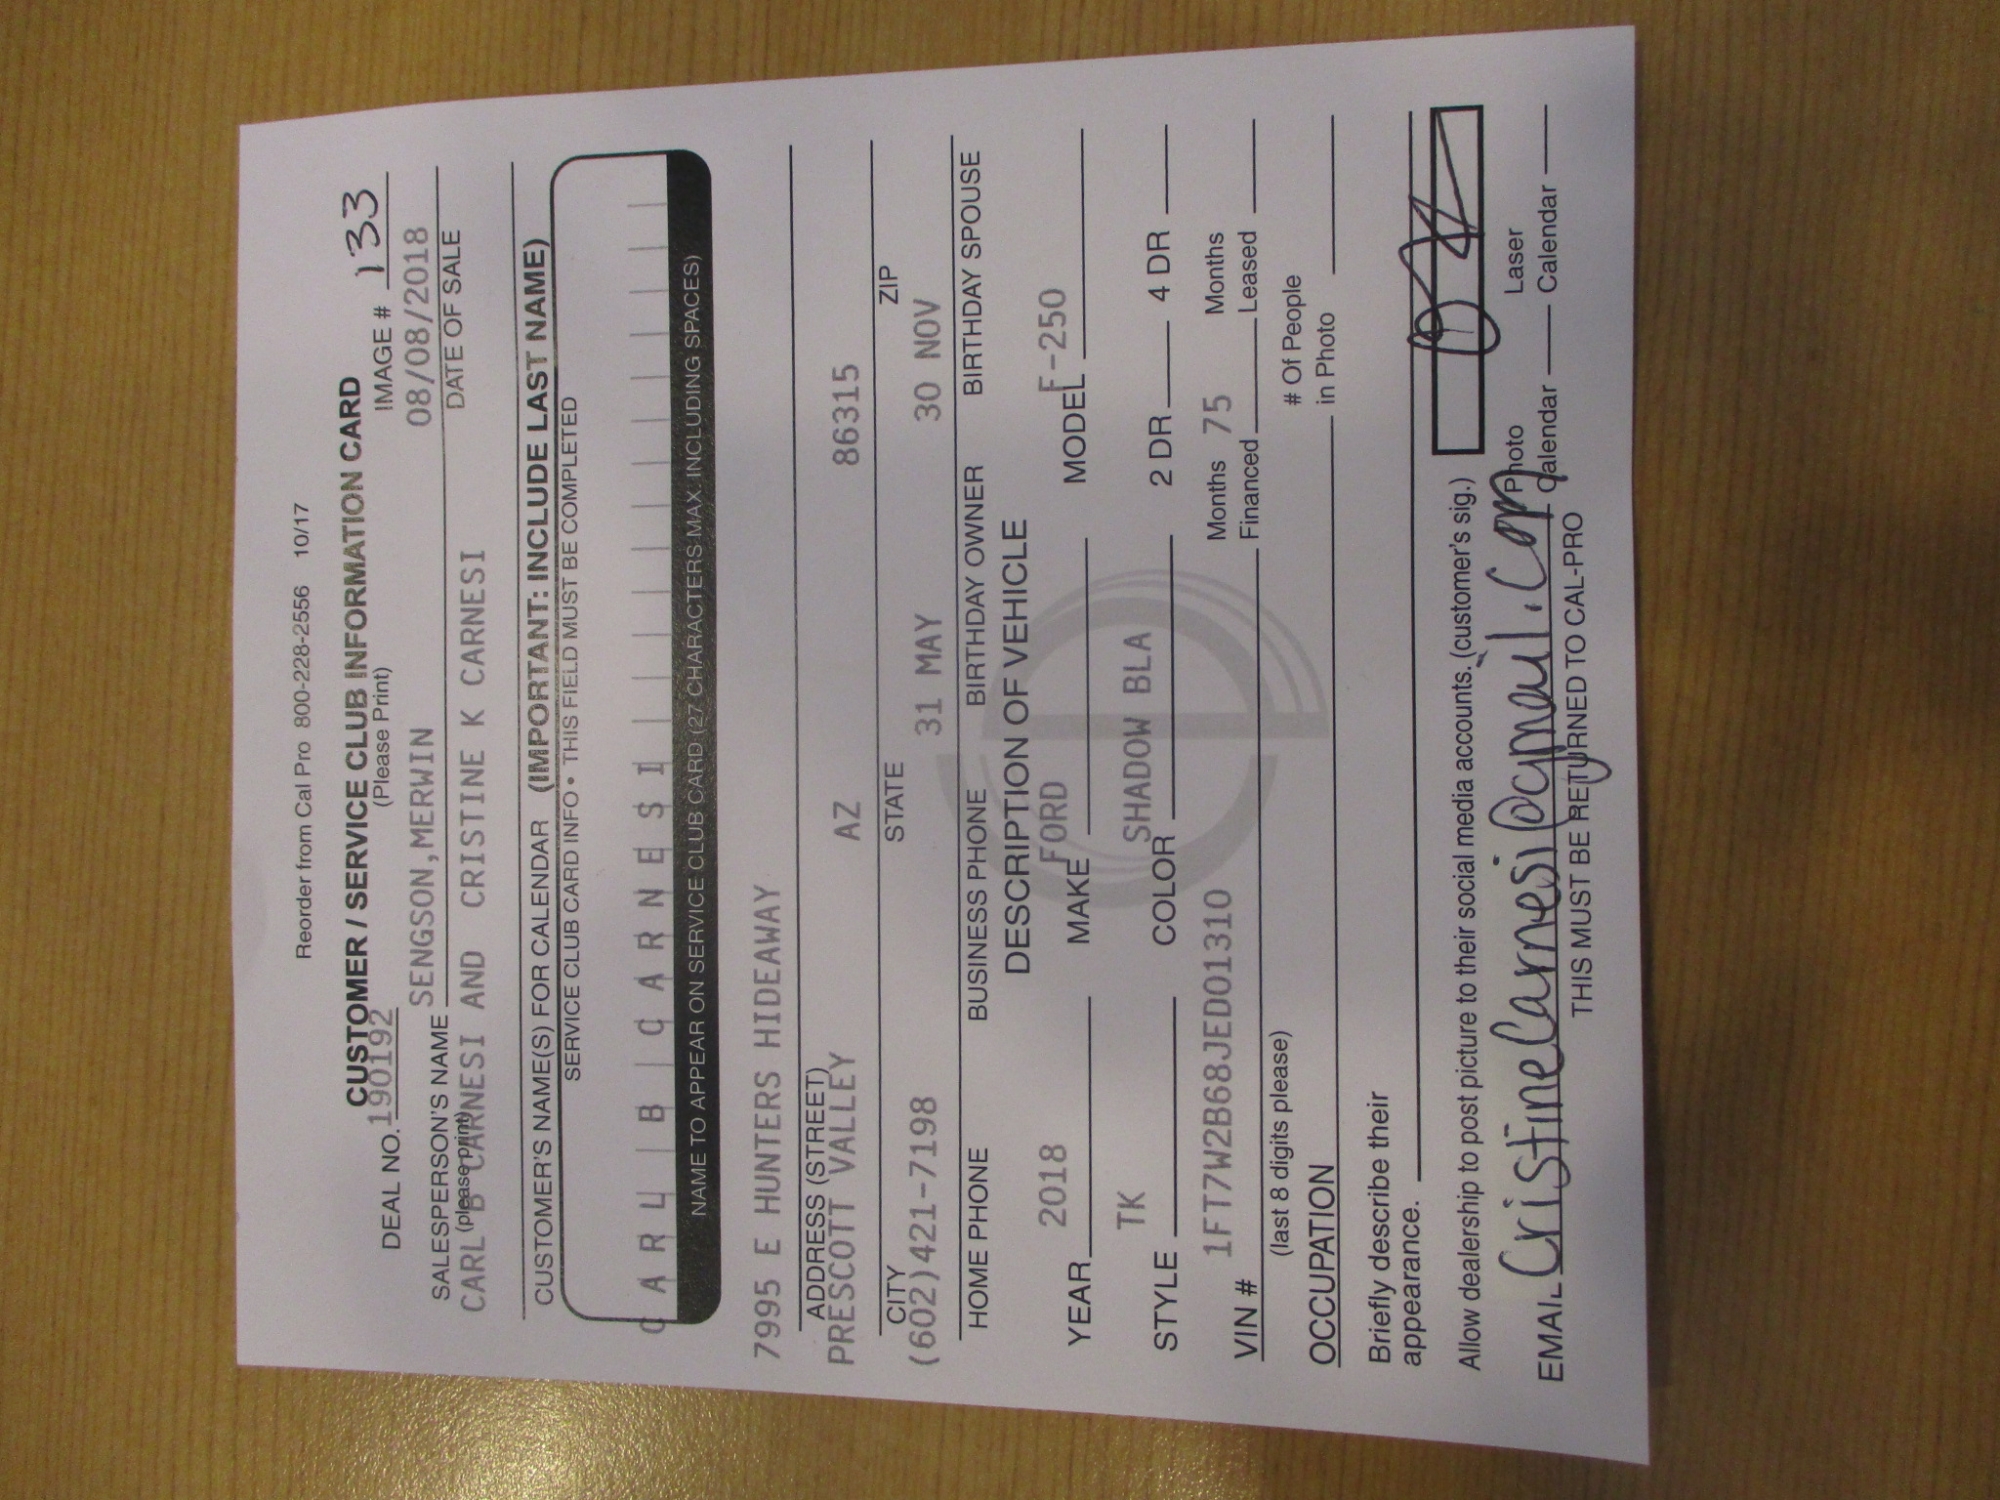 Reorder from Cal Pro 800-228-2556 10/17
CUSTOMER / SERVICE CLUB INFORMATION CARD
(Please Print)
DEAL NO. 190192 IMAGE # 133
SENGSON,MERWIN 08/08/2018
SALESPERSON'S NAME DATE OF SALE
(please print)
CARL B CARNESI AND CRISTINE K CARNESI
CUSTOMER'S NAME(S) FOR CALENDAR (IMPORTANT: INCLUDE LAST NAME)
SERVICE CLUB CARD INFO • THIS FIELD MUST BE COMPLETED
C A R L B C A R N E S I
NAME TO APPEAR ON SERVICE CLUB CARD (27 CHARACTERS MAX. INCLUDING SPACES)
7995 E HUNTERS HIDEAWAY
ADDRESS (STREET)
PRESCOTT VALLEY AZ 86315
CITY STATE ZIP
(602)421-7198 31 MAY 30 NOV
HOME PHONE BUSINESS PHONE BIRTHDAY OWNER BIRTHDAY SPOUSE
DESCRIPTION OF VEHICLE
YEAR 2018 MAKE FORD MODEL F-250
STYLE TK COLOR SHADOW BLA 2 DR 4 DR
VIN # 1FT7W2B68JED01310 Months Financed 75 Months Leased
(last 8 digits please)
OCCUPATION # Of People in Photo
Briefly describe their
appearance.
Allow dealership to post picture to their social media accounts. (customer's sig.)
EMAIL CristineCarnesi@gmail.com Photo Calendar Laser Calendar
THIS MUST BE RETURNED TO CAL-PRO